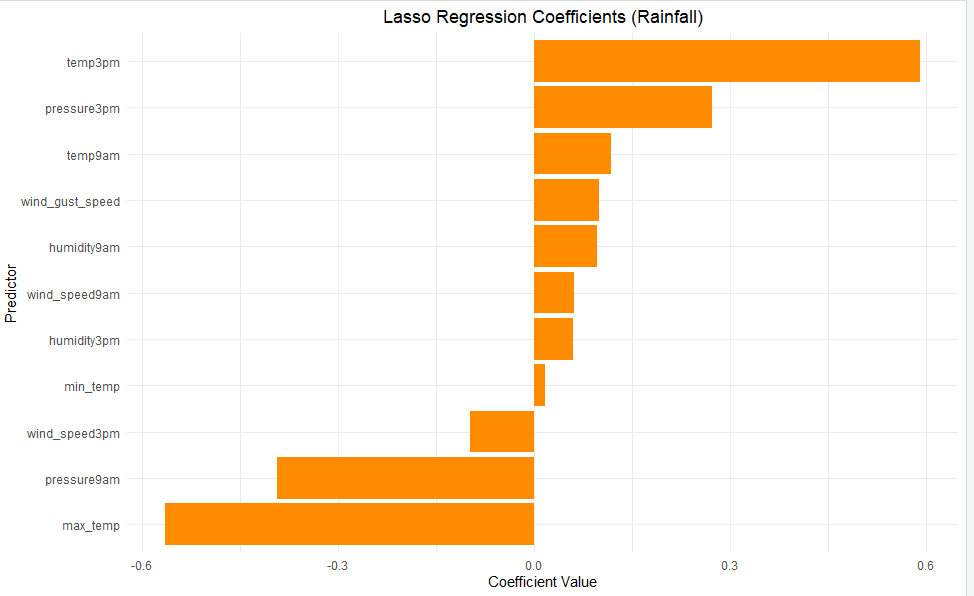 Lasso Regression Coefficients (Rainfall)
temp3pm
pressure3pm
temp9am
wind_gust_speed
humidity9am
wind_speed9am
humidity3pm
min_temp
wind_speed3pm
pressure9am
max_temp
Predictor
-0.6 -0.3 0.0 0.3 0.6
Coefficient Value